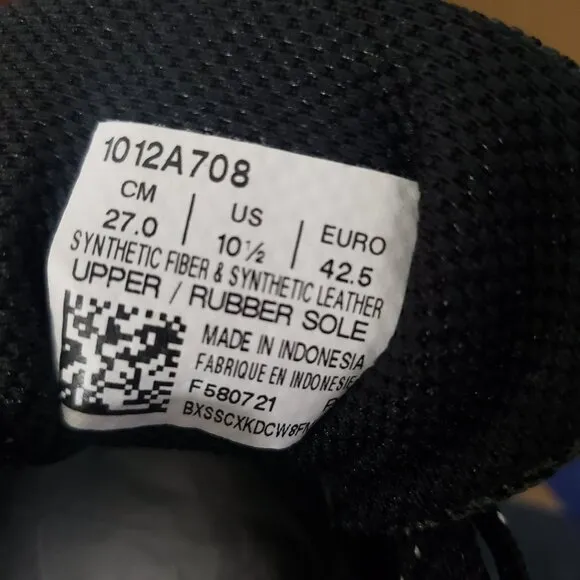 1012A708
CM | US | EURO
27.0 | 10½ | 42.5
SYNTHETIC FIBER & SYNTHETIC LEATHER
UPPER / RUBBER SOLE
MADE IN INDONESIA
FABRIQUE EN INDONESIE
F580721